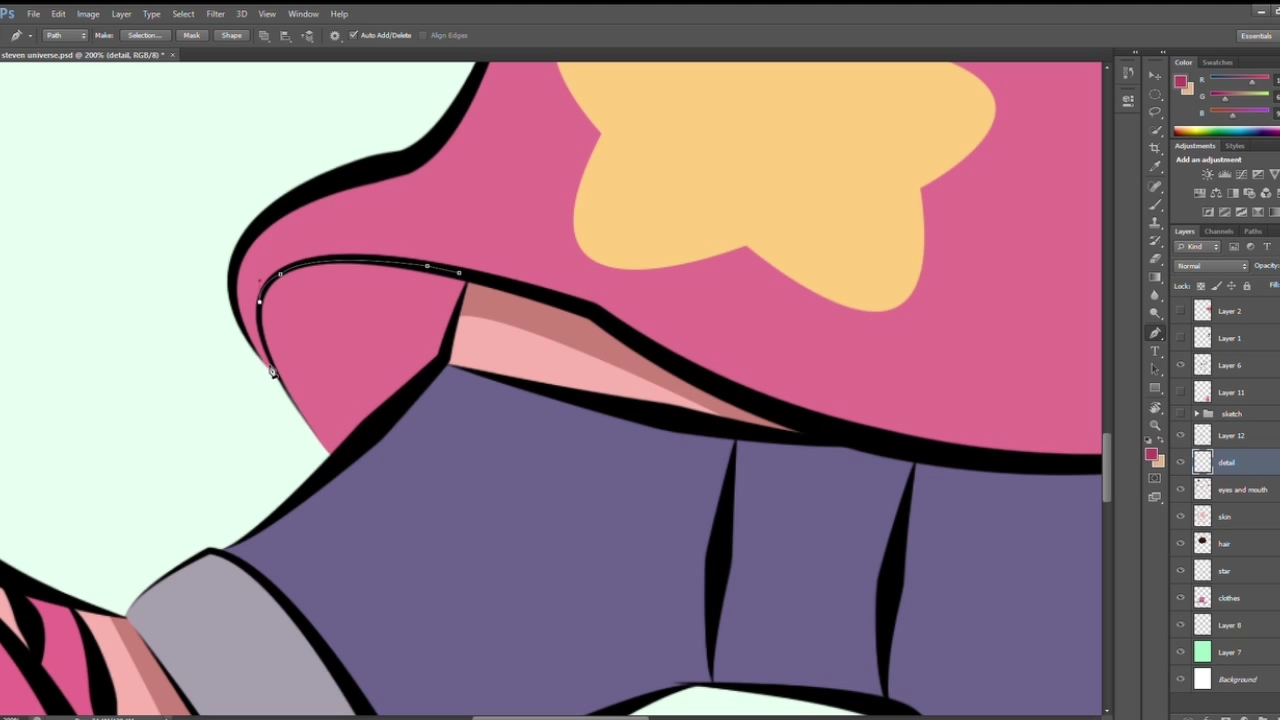 Ps File Edit Image Layer Type Select Filter 3D View Window Help
Path Make: Selection... Mask Shape Auto Add/Delete Align Edges Essentials
steven universe.psd @ 200% (detail, RGB/8) * ×
Color Swatches
R
G
B
Adjustments Styles
Add an adjustment
Layers Channels Paths
Kind
Normal Opacity:
Lock: Fill:
Layer 2
Layer 1
Layer 6
Layer 11
sketch
Layer 12
detail
eyes and mouth
skin
hair
star
clothes
Layer 8
Layer 7
Background